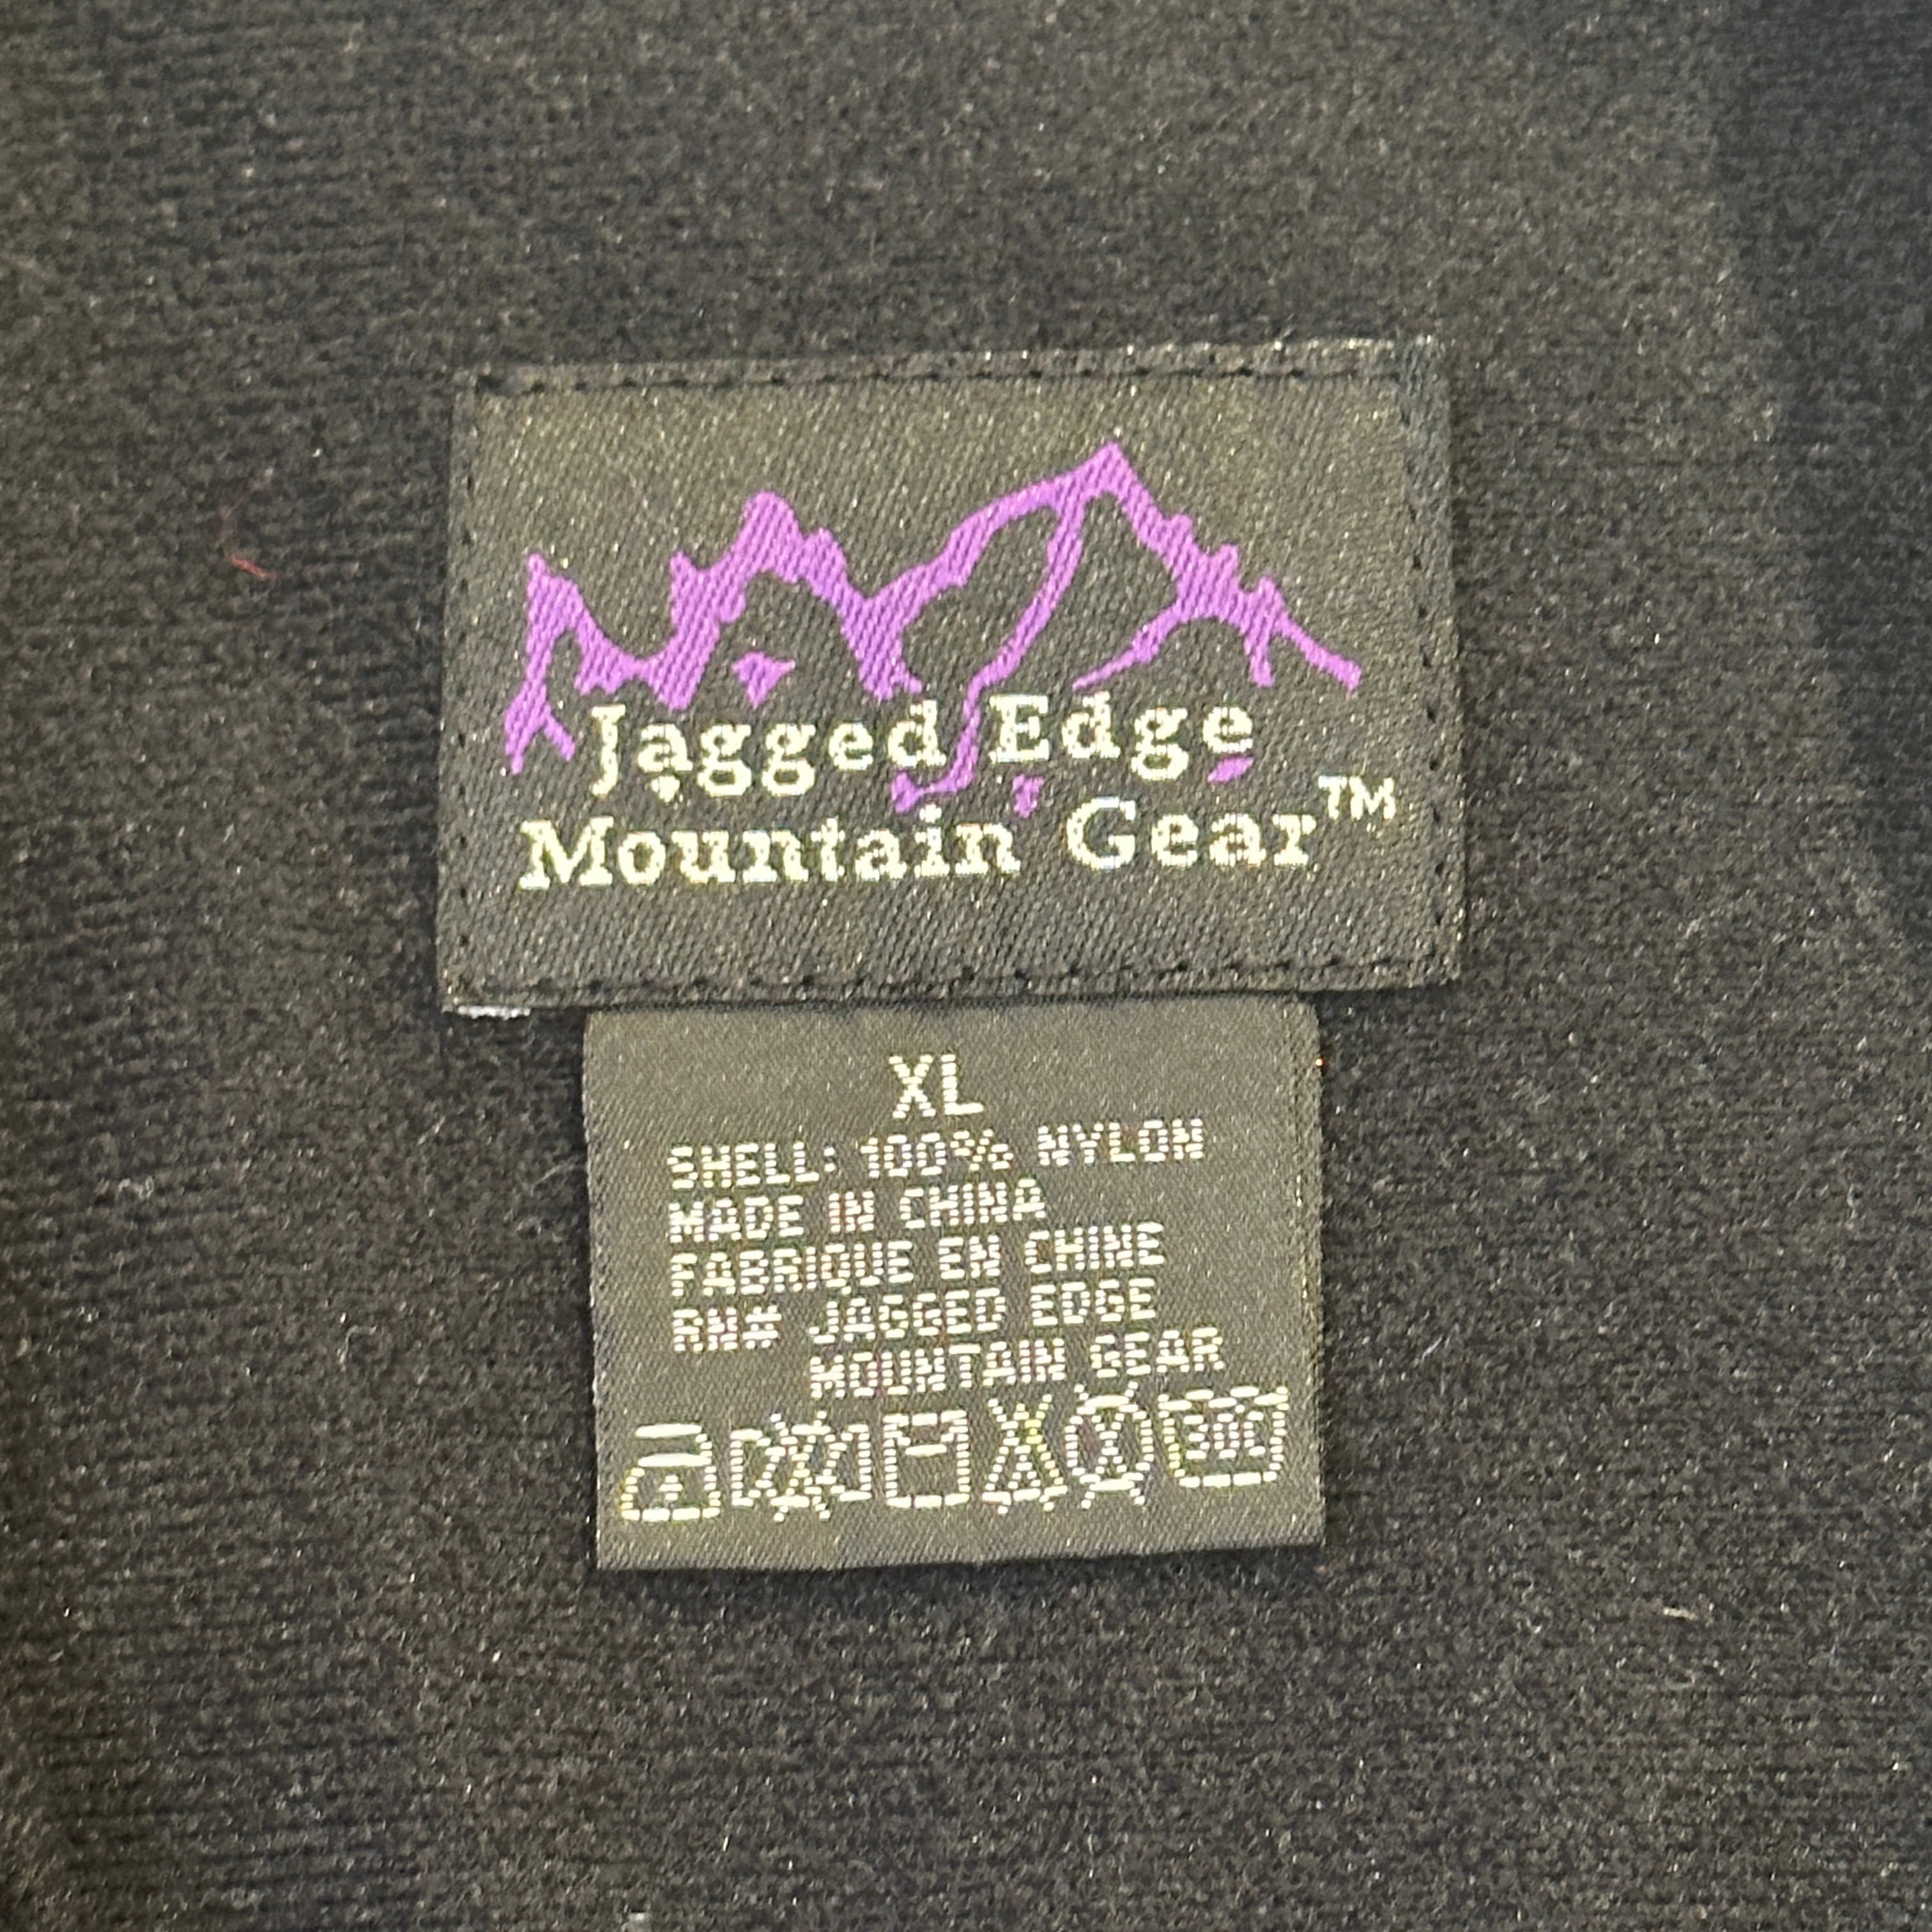 Jagged Edge
Mountain Gear™
XL
SHELL: 100% NYLON
MADE IN CHINA
FABRIQUE EN CHINE
RN# JAGGED EDGE
MOUNTAIN GEAR
30C